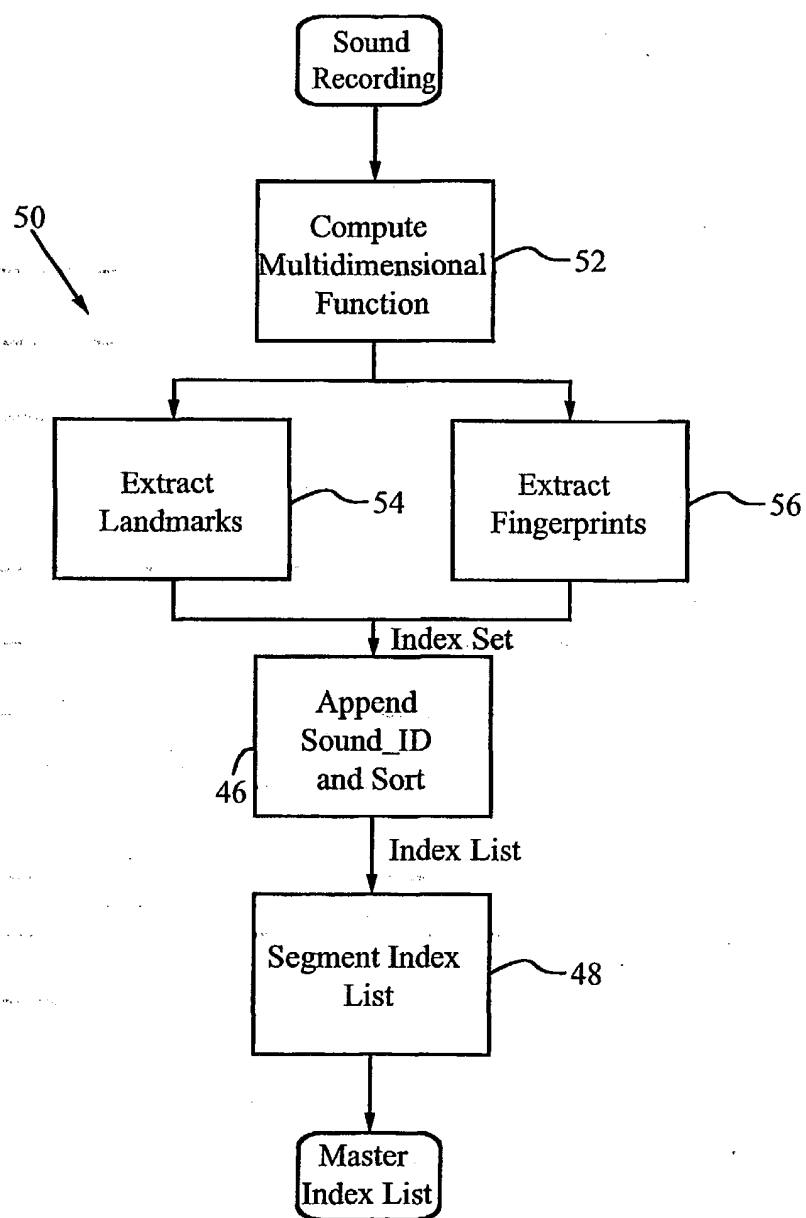 Sound
Recording
50
Compute
Multidimensional
Function
52
Extract
Landmarks
54
Extract
Fingerprints
56
Index Set
Append
Sound_ID
and Sort
46
Index List
Segment Index
List
48
Master
Index List